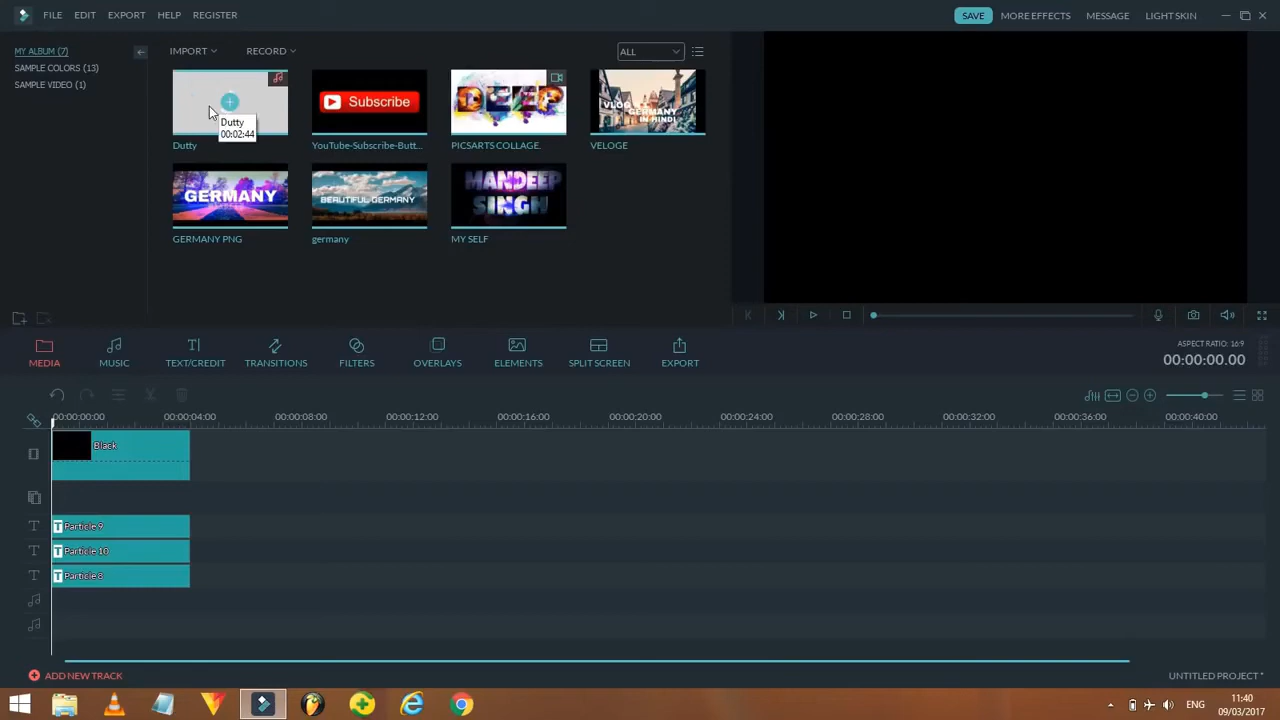 FILE EDIT EXPORT HELP REGISTER SAVE MORE EFFECTS MESSAGE LIGHT SKIN
MY ALBUM (7)
SAMPLE COLORS (13)
SAMPLE VIDEO (1)
IMPORT RECORD ALL
Dutty
00:02:44
Subscribe
DEEP
VLOG
GERMANY
IN HINDI
Dutty YouTube-Subscribe-Butt... PICSARTS COLLAGE. VELOGE
GERMANY
BEAUTIFUL GERMANY
MANDEEP
SINGH
GERMANY PNG germany MY SELF
MEDIA MUSIC TEXT/CREDIT TRANSITIONS FILTERS OVERLAYS ELEMENTS SPLIT SCREEN EXPORT
ASPECT RATIO: 16:9
00:00:00.00
00:00:00:00 00:00:04:00 00:00:08:00 00:00:12:00 00:00:16:00 00:00:20:00 00:00:24:00 00:00:28:00 00:00:32:00 00:00:36:00 00:00:40:00
Black
T T Particle 9
T T Particle 10
T T Particle 8
ADD NEW TRACK
UNTITLED PROJECT *
ENG
11:40
09/03/2017